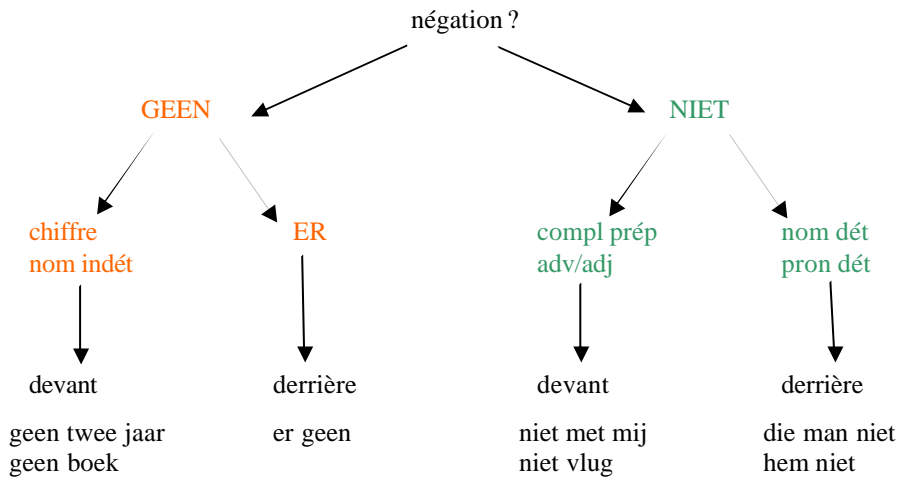 négation ?
GEEN
NIET
chiffre
nom indét
ER
compl prép
adv/adj
nom dét
pron dét
devant
derrière
devant
derrière
geen twee jaar
geen boek
er geen
niet met mij
niet vlug
die man niet
hem niet